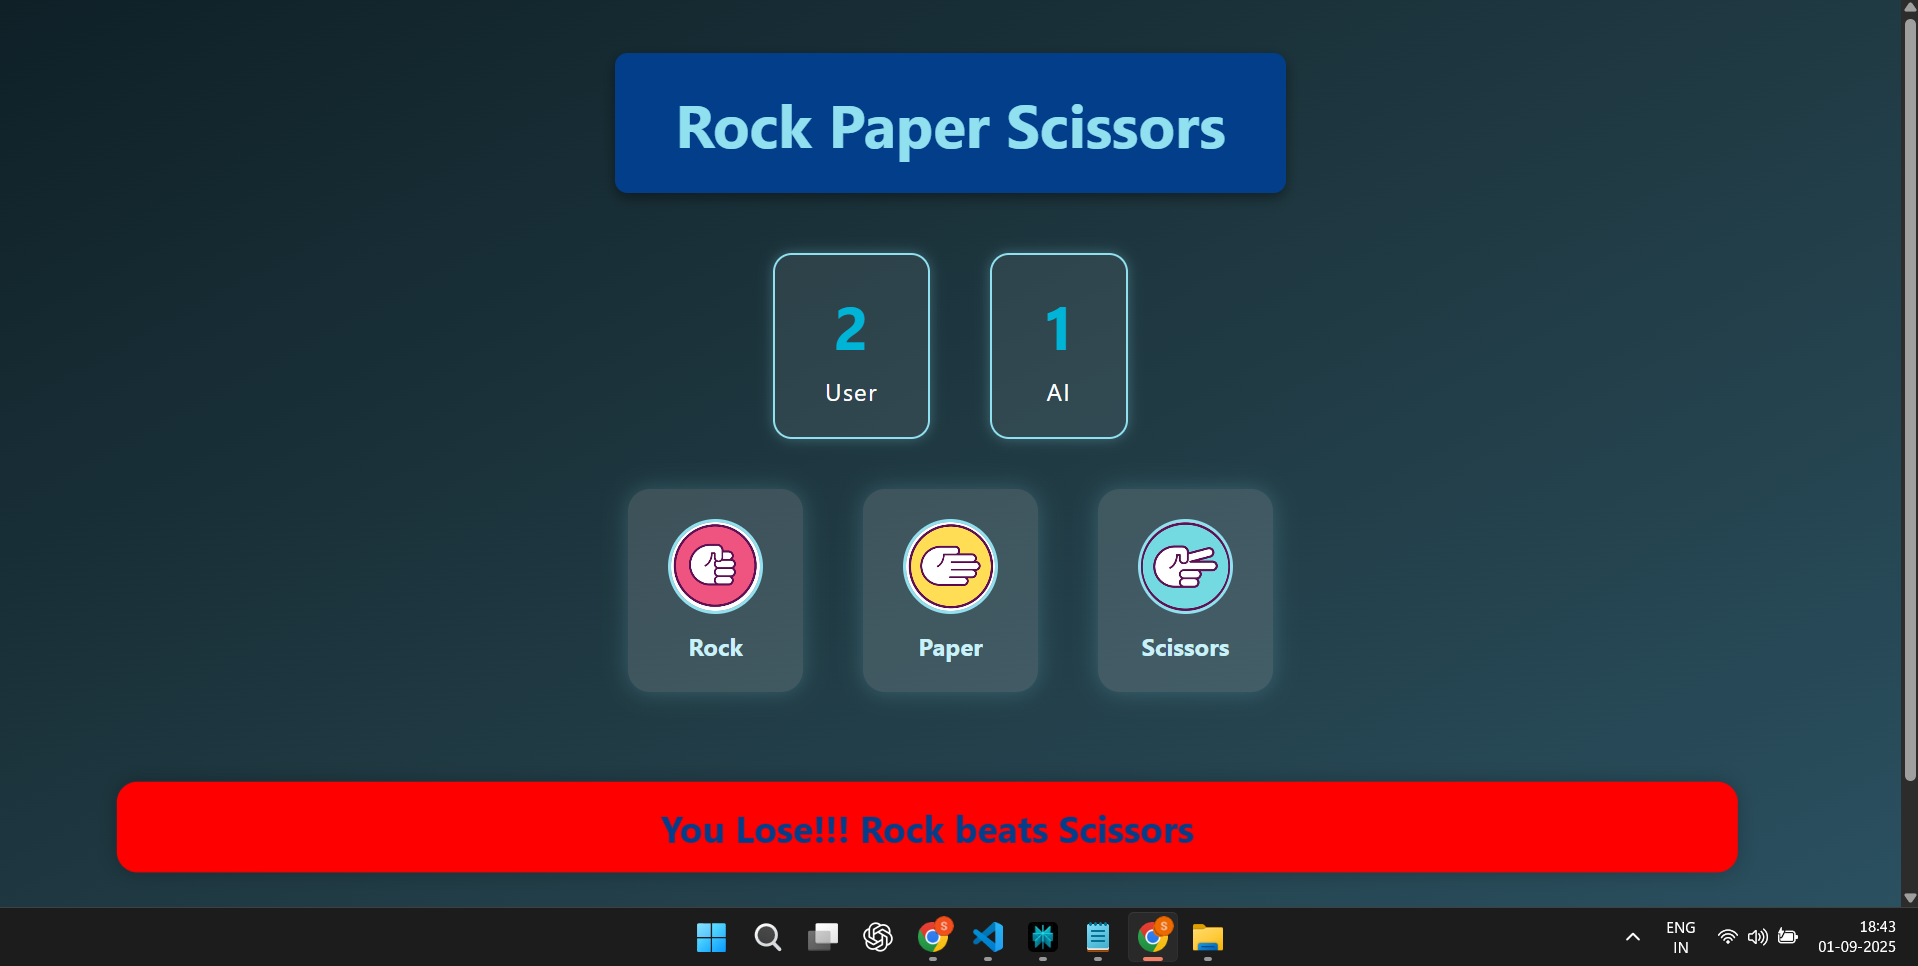 Rock Paper Scissors
2
User
1
AI
Rock
Paper
Scissors
You Lose!!! Rock beats Scissors
S
S
ENG
IN
18:43
01-09-2025